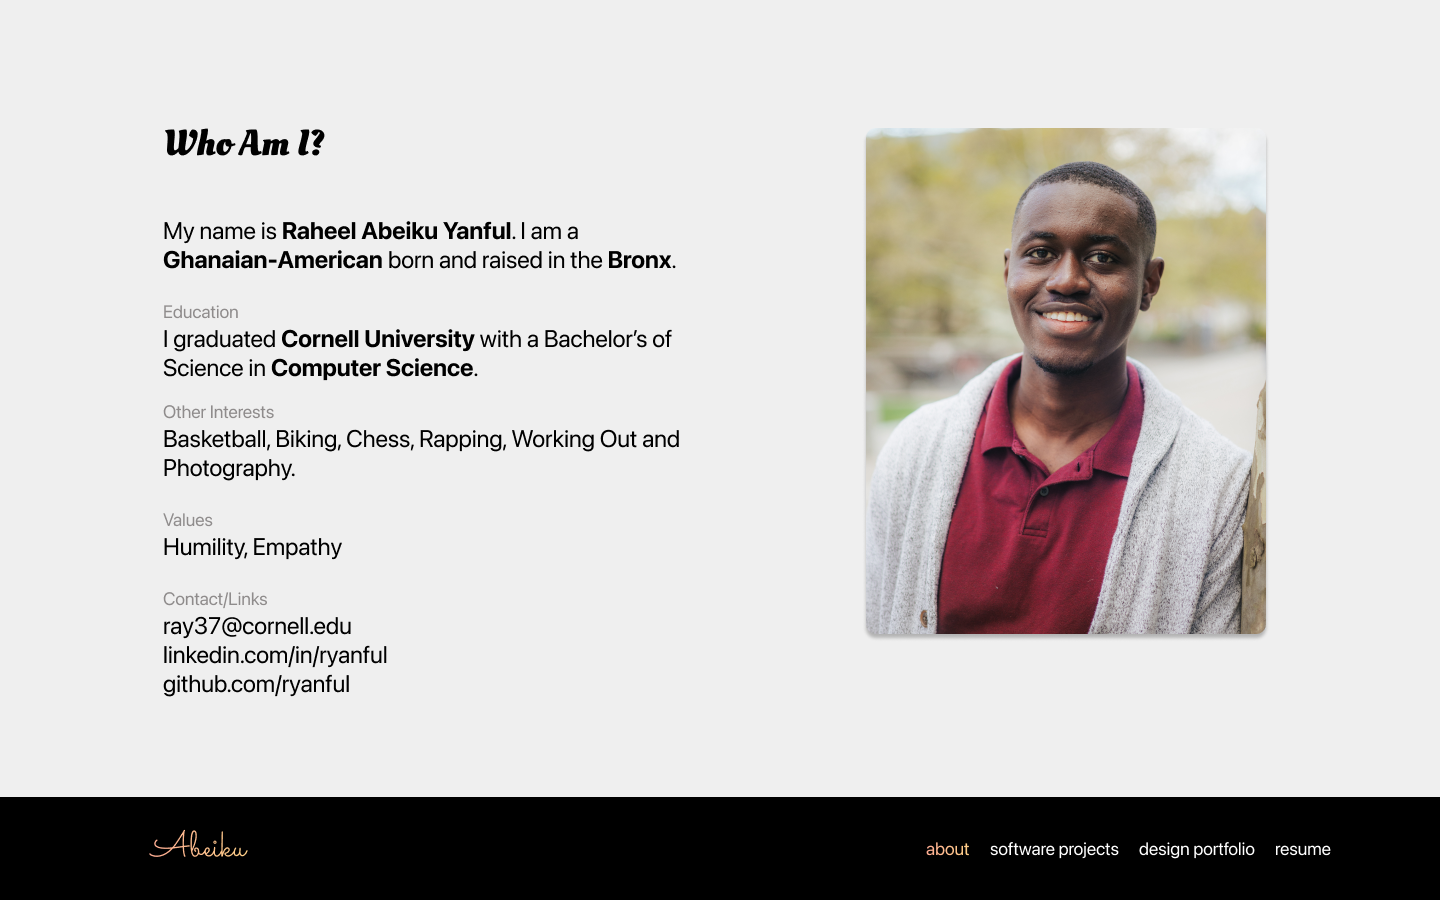 Who Am I?
My name is Raheel Abeiku Yanful. I am a
Ghanaian-American born and raised in the Bronx.
Education
I graduated Cornell University with a Bachelor’s of
Science in Computer Science.
Other Interests
Basketball, Biking, Chess, Rapping, Working Out and
Photography.
Values
Humility, Empathy
Contact/Links
ray37@cornell.edu
linkedin.com/in/ryanful
github.com/ryanful
Abeiku
about software projects design portfolio resume